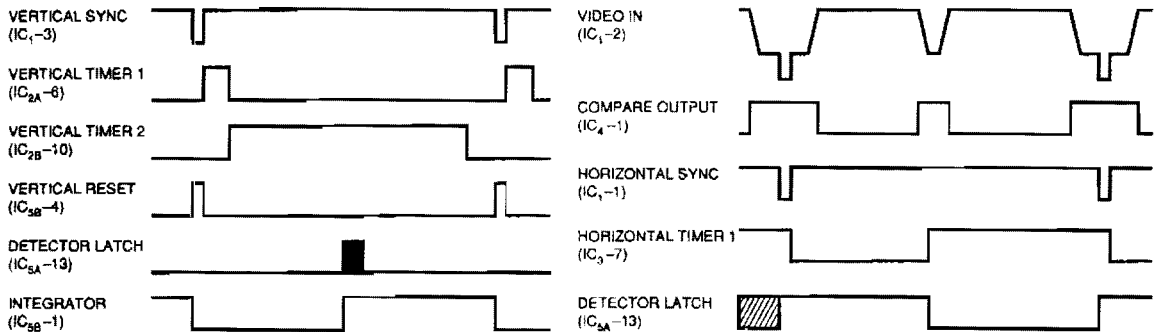 VERTICAL SYNC
(IC₁–3)
VERTICAL TIMER 1
(IC₂A–6)
VERTICAL TIMER 2
(IC₂B–10)
VERTICAL RESET
(IC₅B–4)
DETECTOR LATCH
(IC₅A–13)
INTEGRATOR
(IC₅B–1)
VIDEO IN
(IC₁–2)
COMPARE OUTPUT
(IC₄–1)
HORIZONTAL SYNC
(IC₁–1)
HORIZONTAL TIMER 1
(IC₃–7)
DETECTOR LATCH
(IC₅A–13)